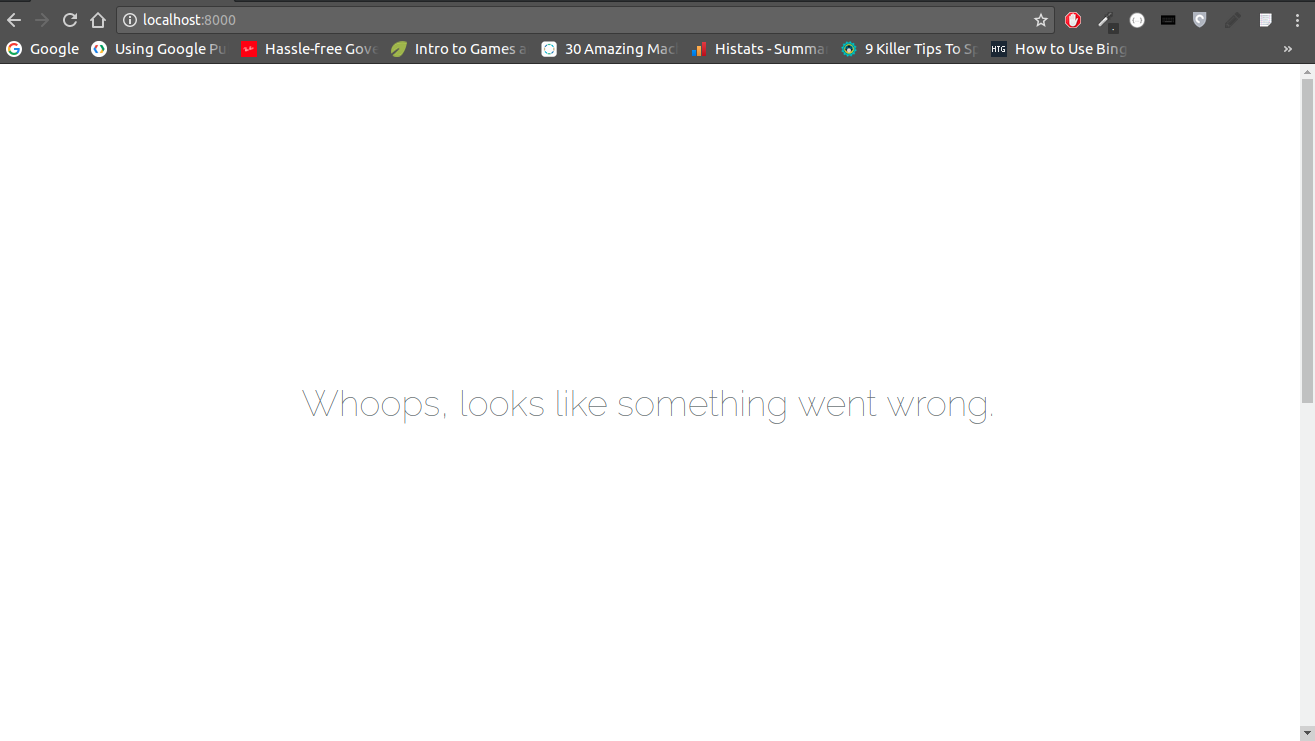 localhost:8000
Google Using Google Pu Hassle-free Gove Intro to Games a 30 Amazing Mac Histats - Summa 9 Killer Tips To Sp HTG How to Use Bing »
Whoops, looks like something went wrong.